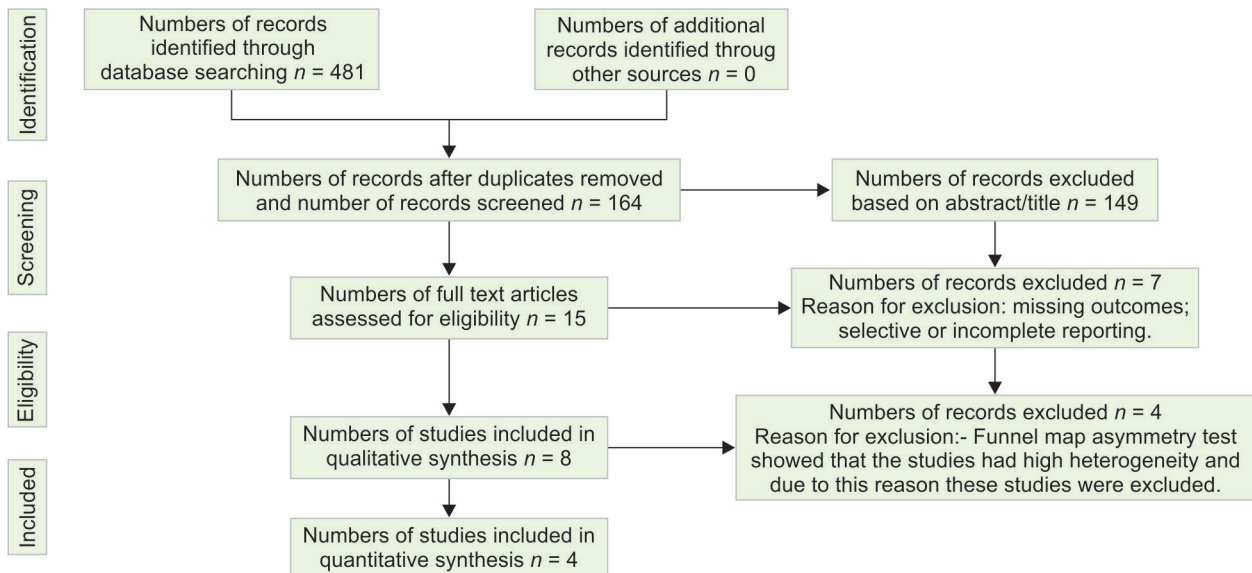 Identification
Numbers of records
identified through
database searching n = 481
Numbers of additional
records identified throug
other sources n = 0
Screening
Numbers of records after duplicates removed
and number of records screened n = 164
Numbers of records excluded
based on abstract/title n = 149
Numbers of full text articles
assessed for eligibility n = 15
Numbers of records excluded n = 7
Reason for exclusion: missing outcomes;
selective or incomplete reporting.
Eligibility
Numbers of studies included in
qualitative synthesis n = 8
Numbers of records excluded n = 4
Reason for exclusion:- Funnel map asymmetry test
showed that the studies had high heterogeneity and
due to this reason these studies were excluded.
Included
Numbers of studies included in
quantitative synthesis n = 4